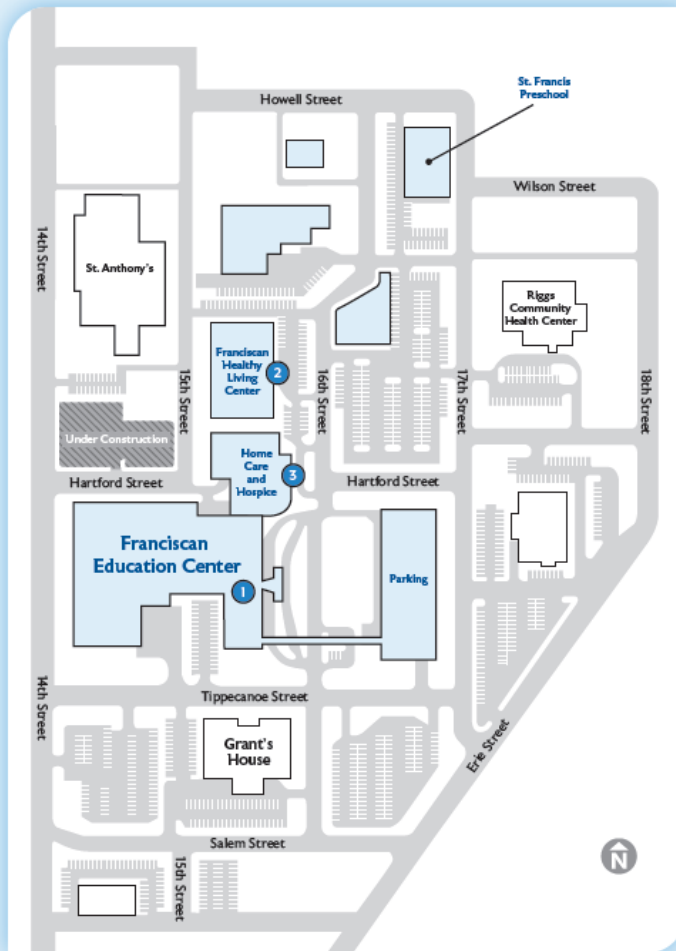 St. Francis
Preschool
Howell Street
Wilson Street
14th Street
St. Anthony's
Riggs
Community
Health Center
Franciscan
Healthy
Living
Center
2
15th Street
16th Street
17th Street
18th Street
Under Construction
Home
Care
and
Hospice
3
Hartford Street
Hartford Street
Franciscan
Education Center
1
Parking
14th Street
Tippecanoe Street
Grant's
House
Erie Street
Salem Street
15th Street
N